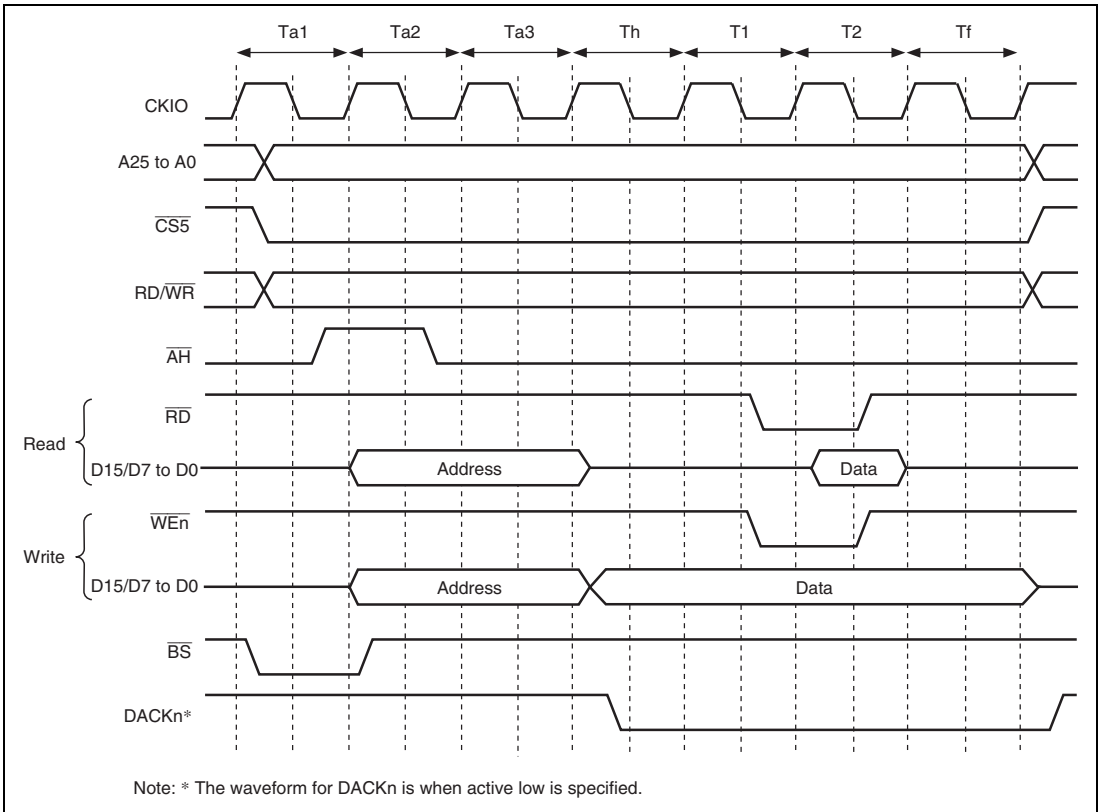 Ta1 Ta2 Ta3 Th T1 T2 Tf
CKIO
A25 to A0
CS5
RD/WR
AH
Read
RD
D15/D7 to D0
Address
Data
Write
WEn
D15/D7 to D0
Address
Data
BS
DACKn*
Note: * The waveform for DACKn is when active low is specified.